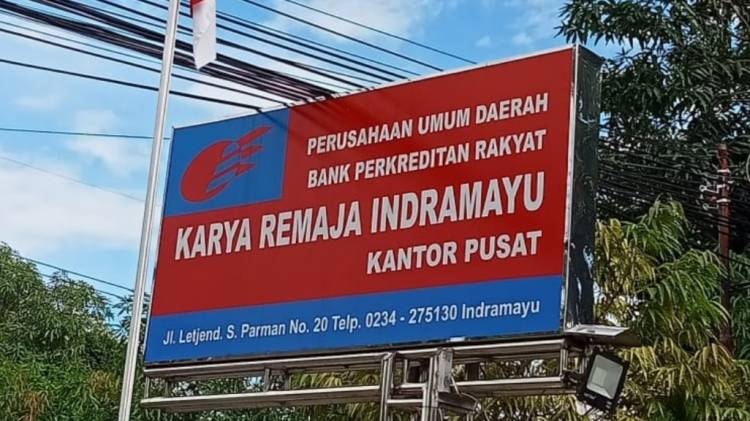 PERUSAHAAN UMUM DAERAH
BANK PERKREDITAN RAKYAT
KARYA REMAJA INDRAMAYU
KANTOR PUSAT
Jl. Letjend. S. Parman No. 20 Telp. 0234 - 275130 Indramayu